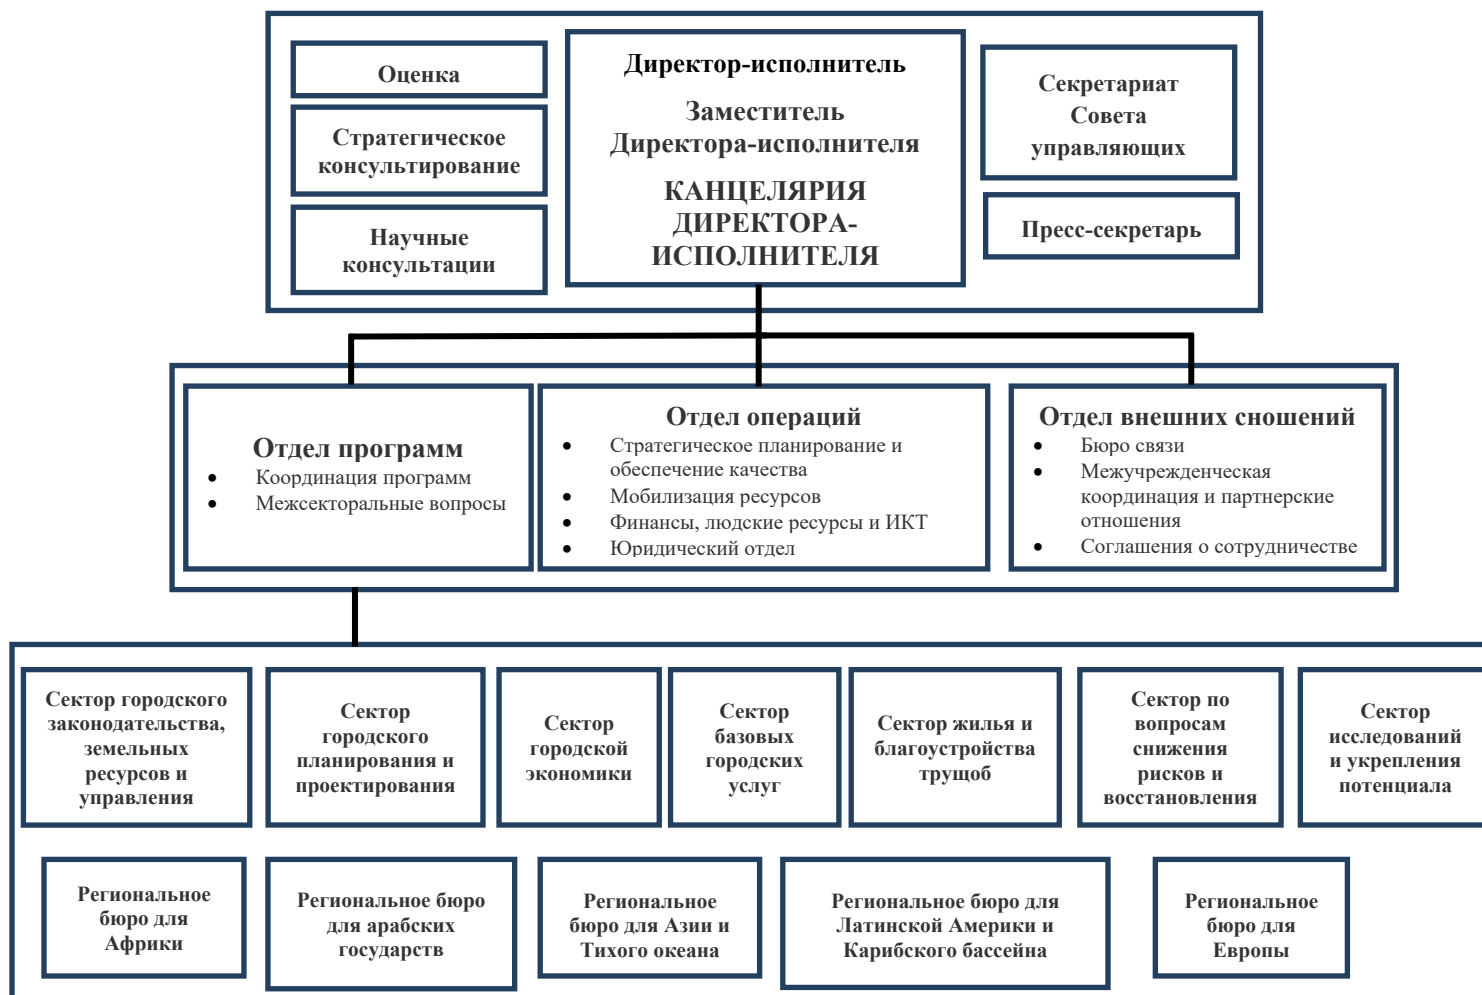 Оценка
Стратегическое
консультирование
Научные
консультации
Директор-исполнитель
Заместитель
Директора-исполнителя
КАНЦЕЛЯРИЯ
ДИРЕКТОРА-
ИСПОЛНИТЕЛЯ
Секретариат
Совета
управляющих
Пресс-секретарь
Отдел программ
• Координация программ
• Межсекторальные вопросы
Отдел операций
• Стратегическое планирование и
обеспечение качества
• Мобилизация ресурсов
• Финансы, людские ресурсы и ИКТ
• Юридический отдел
Отдел внешних сношений
• Бюро связи
• Межучрежденческая
координация и партнерские
отношения
• Соглашения о сотрудничестве
Сектор городского
законодательства,
земельных
ресурсов и
управления
Сектор
городского
планирования и
проектирования
Сектор
городской
экономики
Сектор
базовых
городских
услуг
Сектор жилья и
благоустройства
трущоб
Сектор по
вопросам
снижения
рисков и
восстановления
Сектор
исследований
и укрепления
потенциала
Региональное
бюро для
Африки
Региональное бюро
для арабских
государств
Региональное
бюро для Азии и
Тихого океана
Региональное бюро для
Латинской Америки и
Карибского бассейна
Региональное
бюро для
Европы